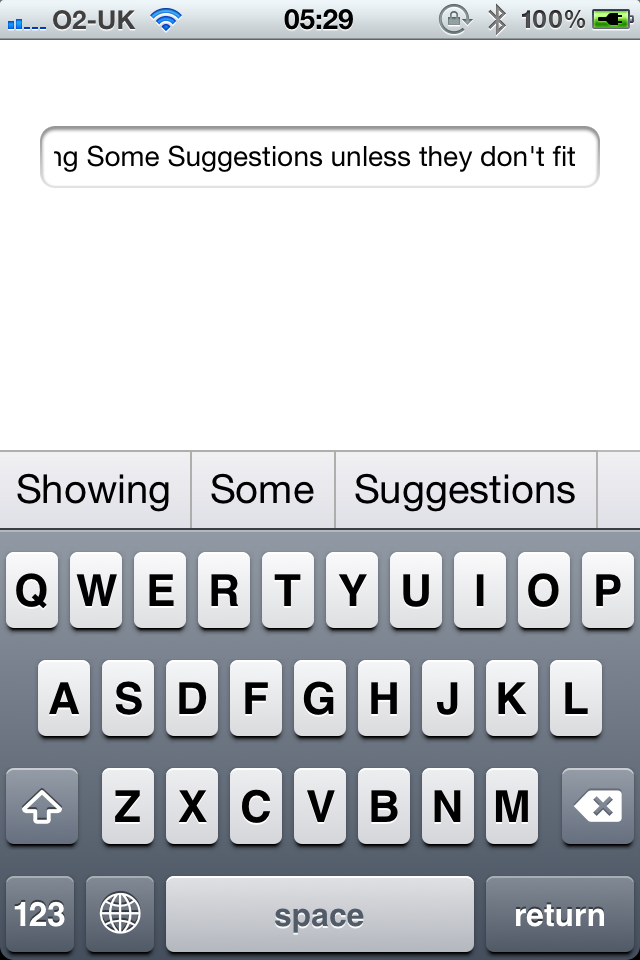 O2-UK 05:29 100%
ng Some Suggestions unless they don't fit
Showing Some Suggestions
Q W E R T Y U I O P
A S D F G H J K L
Z X C V B N M
123 space return